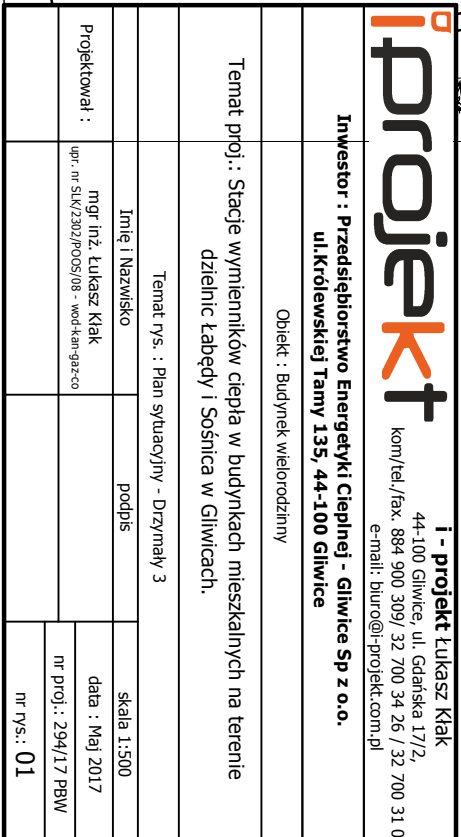 i projekt
i - projekt Łukasz Kłak
44-100 Gliwice, ul. Gdańska 17/2,
kom/tel./fax. 884 900 309/ 32 700 34 26 / 32 700 31 0
e-mail: biuro@i-projekt.com.pl
Inwestor : Przedsiębiorstwo Energetyki Cieplnej - Gliwice Sp z o.o.
ul.Królewskiej Tamy 135, 44-100 Gliwice
Obiekt : Budynek wielorodzinny
Temat proj.: Stacje wymienników ciepła w budynkach mieszkalnych na terenie
dzielnic Łabędy i Sośnica w Gliwicach.
Temat rys. : Plan sytuacyjny - Drzymały 3
Imię i Nazwisko
podpis
skala 1:500
Projektował :
mgr inż. Łukasz Kłak
upr. nr SLK/2302/POOS/08 - wod-kan-gaz-co
data : Maj 2017
nr proj.: 294/17 PBW
nr rys.: 01